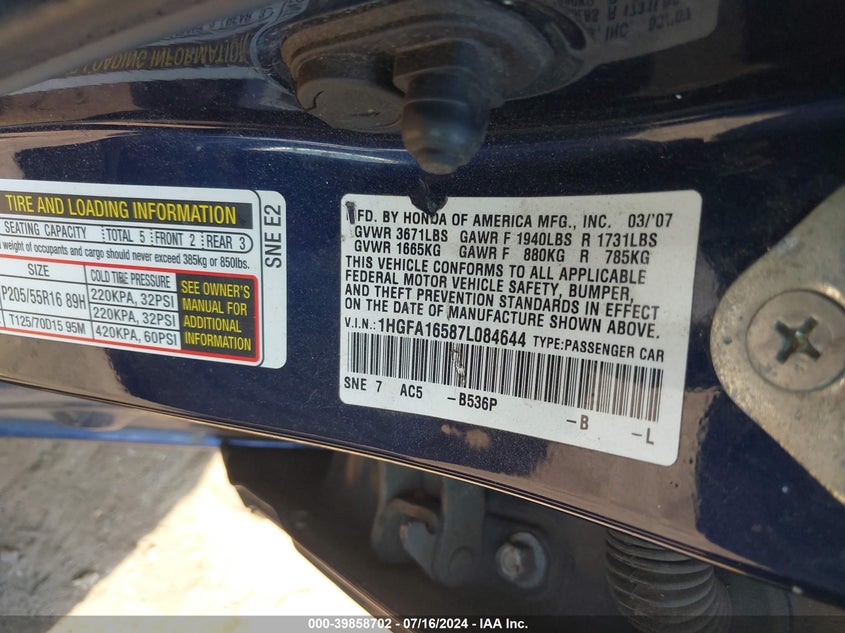 TIRE AND LOADING INFORMATION
SEATING CAPACITY TOTAL 5 FRONT 2 REAR 3
weight of occupants and cargo should never exceed 385kg or 850lbs.
SIZE COLD TIRE PRESSURE
P205/55R16 89H 220KPA, 32PSI
220KPA, 32PSI
T125/70D15 95M 420KPA, 60PSI
SEE OWNER'S
MANUAL FOR
ADDITIONAL
INFORMATION
SNE E2
MFD. BY HONDA OF AMERICA MFG., INC. 03/'07
GVWR 3671LBS GAWR F 1940LBS R 1731LBS
GVWR 1665KG GAWR F 880KG R 785KG
THIS VEHICLE CONFORMS TO ALL APPLICABLE
FEDERAL MOTOR VEHICLE SAFETY, BUMPER,
AND THEFT PREVENTION STANDARDS IN EFFECT
ON THE DATE OF MANUFACTURE SHOWN ABOVE.
V.I.N.: 1HGFA16587L084644 TYPE:PASSENGER CAR
SNE 7 AC5 -B536P -B -L
000-39858702 - 07/16/2024 - IAA Inc.